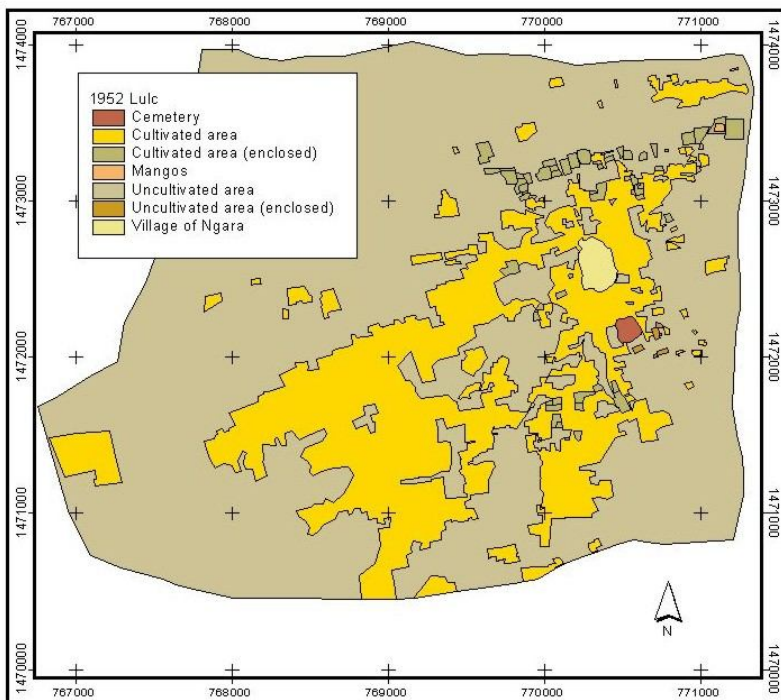 767000 768000 769000 770000 771000
1474000 1474000
1952 Lulc
Cemetery
Cultivated area
Cultivated area (enclosed)
Mangos
Uncultivated area
Uncultivated area (enclosed)
Village of Ngara
1473000 1473000
1472000 1472000
1471000 1471000
N
1470000 1470000
767000 768000 769000 770000 771000